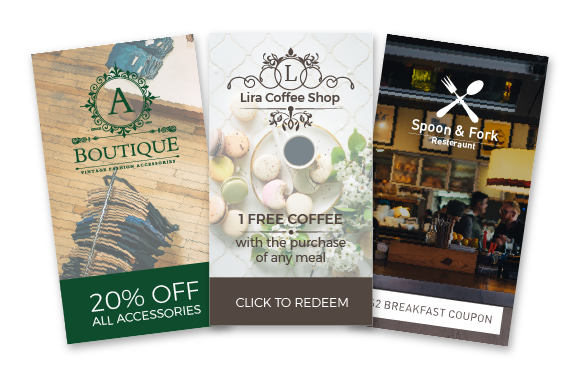 A
BOUTIQUE
VINTAGE FASHION ACCESSORIES
20% OFF
ALL ACCESSORIES
L
Lira Coffee Shop
1 FREE COFFEE
with the purchase
of any meal
CLICK TO REDEEM
Spoon & Fork
Resteraunt
$2 BREAKFAST COUPON